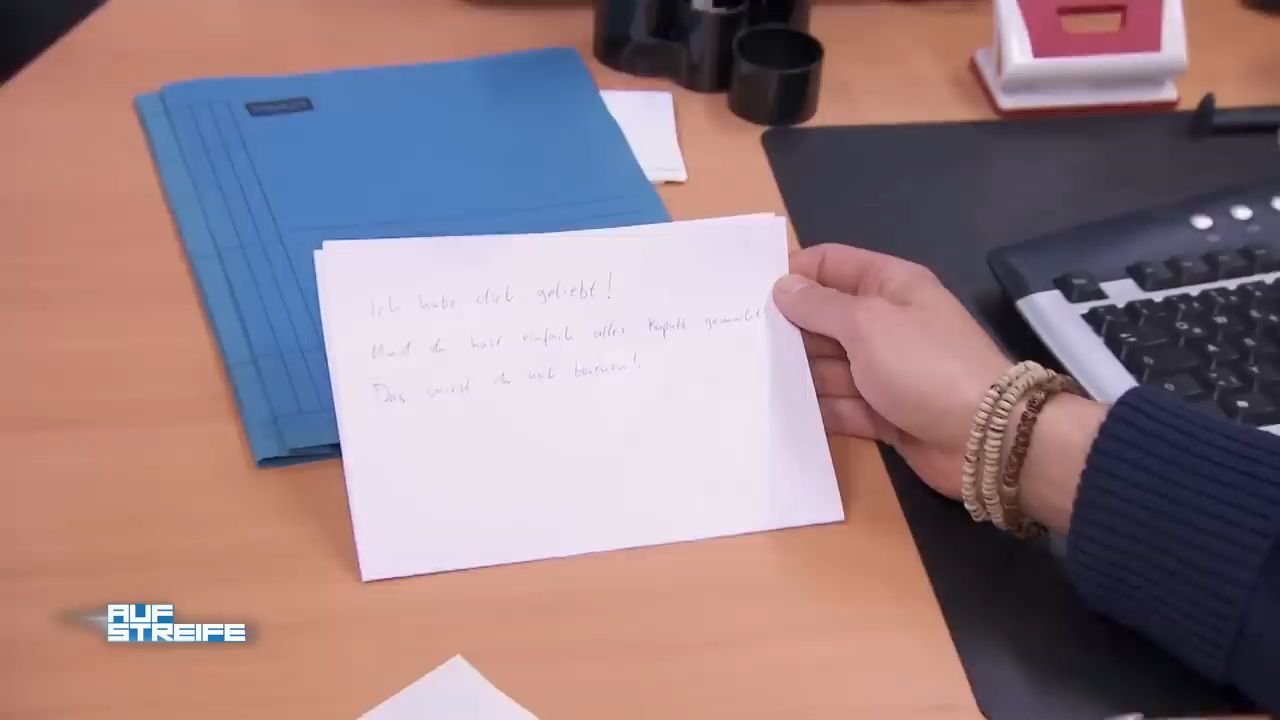 Ich habe dich geliebt!
Und du hast einfach alles kaputt gemacht!
Das wirst du noch bereuen!
AUF
STREIFE